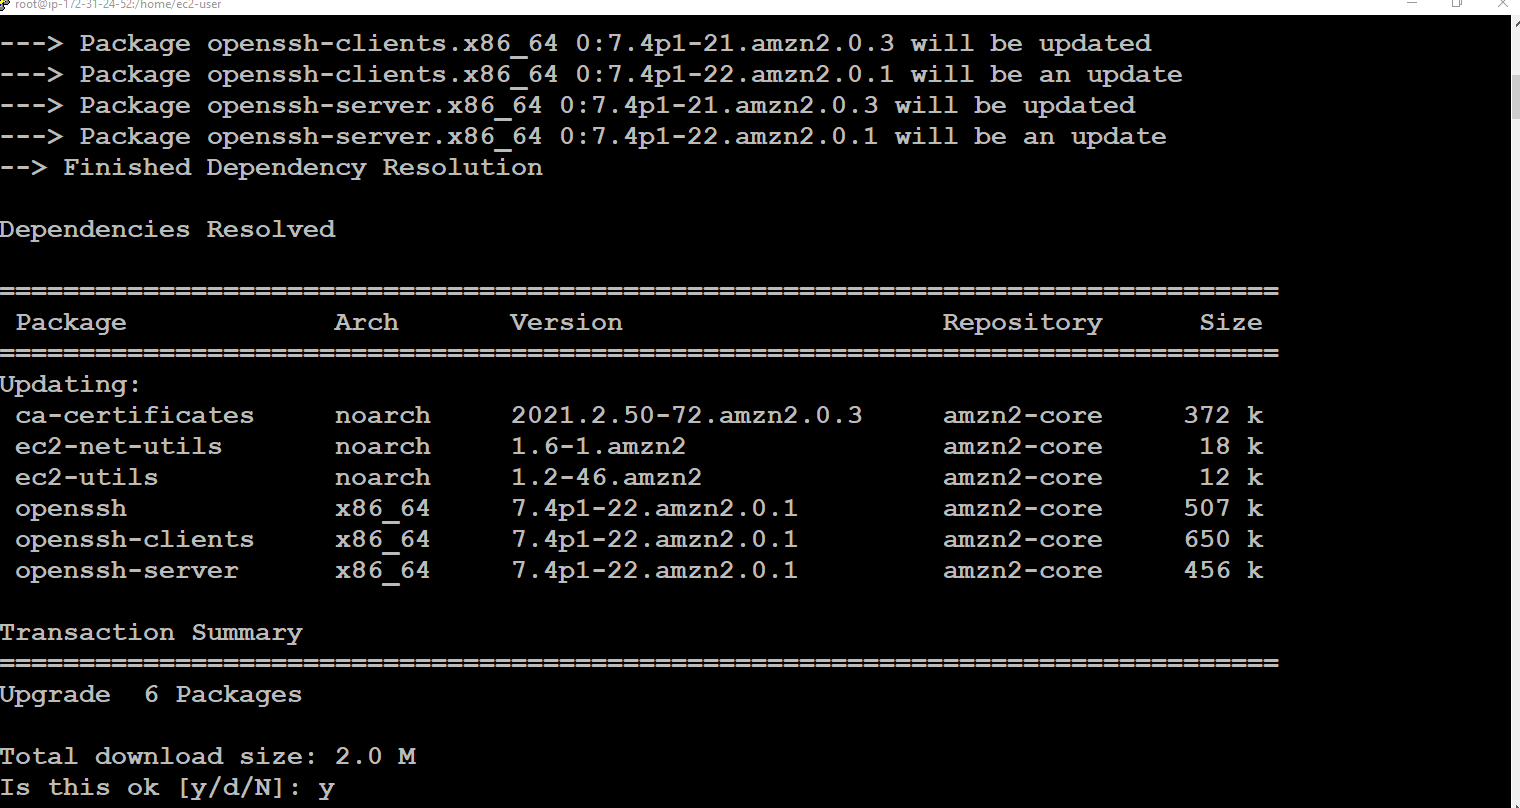 root@ip-172-31-24-52:/home/ec2-user
---> Package openssh-clients.x86_64 0:7.4p1-21.amzn2.0.3 will be updated
---> Package openssh-clients.x86_64 0:7.4p1-22.amzn2.0.1 will be an update
---> Package openssh-server.x86_64 0:7.4p1-21.amzn2.0.3 will be updated
---> Package openssh-server.x86_64 0:7.4p1-22.amzn2.0.1 will be an update
--> Finished Dependency Resolution
Dependencies Resolved
================================================================================
Package Arch Version Repository Size
================================================================================
Updating:
ca-certificates noarch 2021.2.50-72.amzn2.0.3 amzn2-core 372 k
ec2-net-utils noarch 1.6-1.amzn2 amzn2-core 18 k
ec2-utils noarch 1.2-46.amzn2 amzn2-core 12 k
openssh x86_64 7.4p1-22.amzn2.0.1 amzn2-core 507 k
openssh-clients x86_64 7.4p1-22.amzn2.0.1 amzn2-core 650 k
openssh-server x86_64 7.4p1-22.amzn2.0.1 amzn2-core 456 k
Transaction Summary
================================================================================
Upgrade 6 Packages
Total download size: 2.0 M
Is this ok [y/d/N]: y